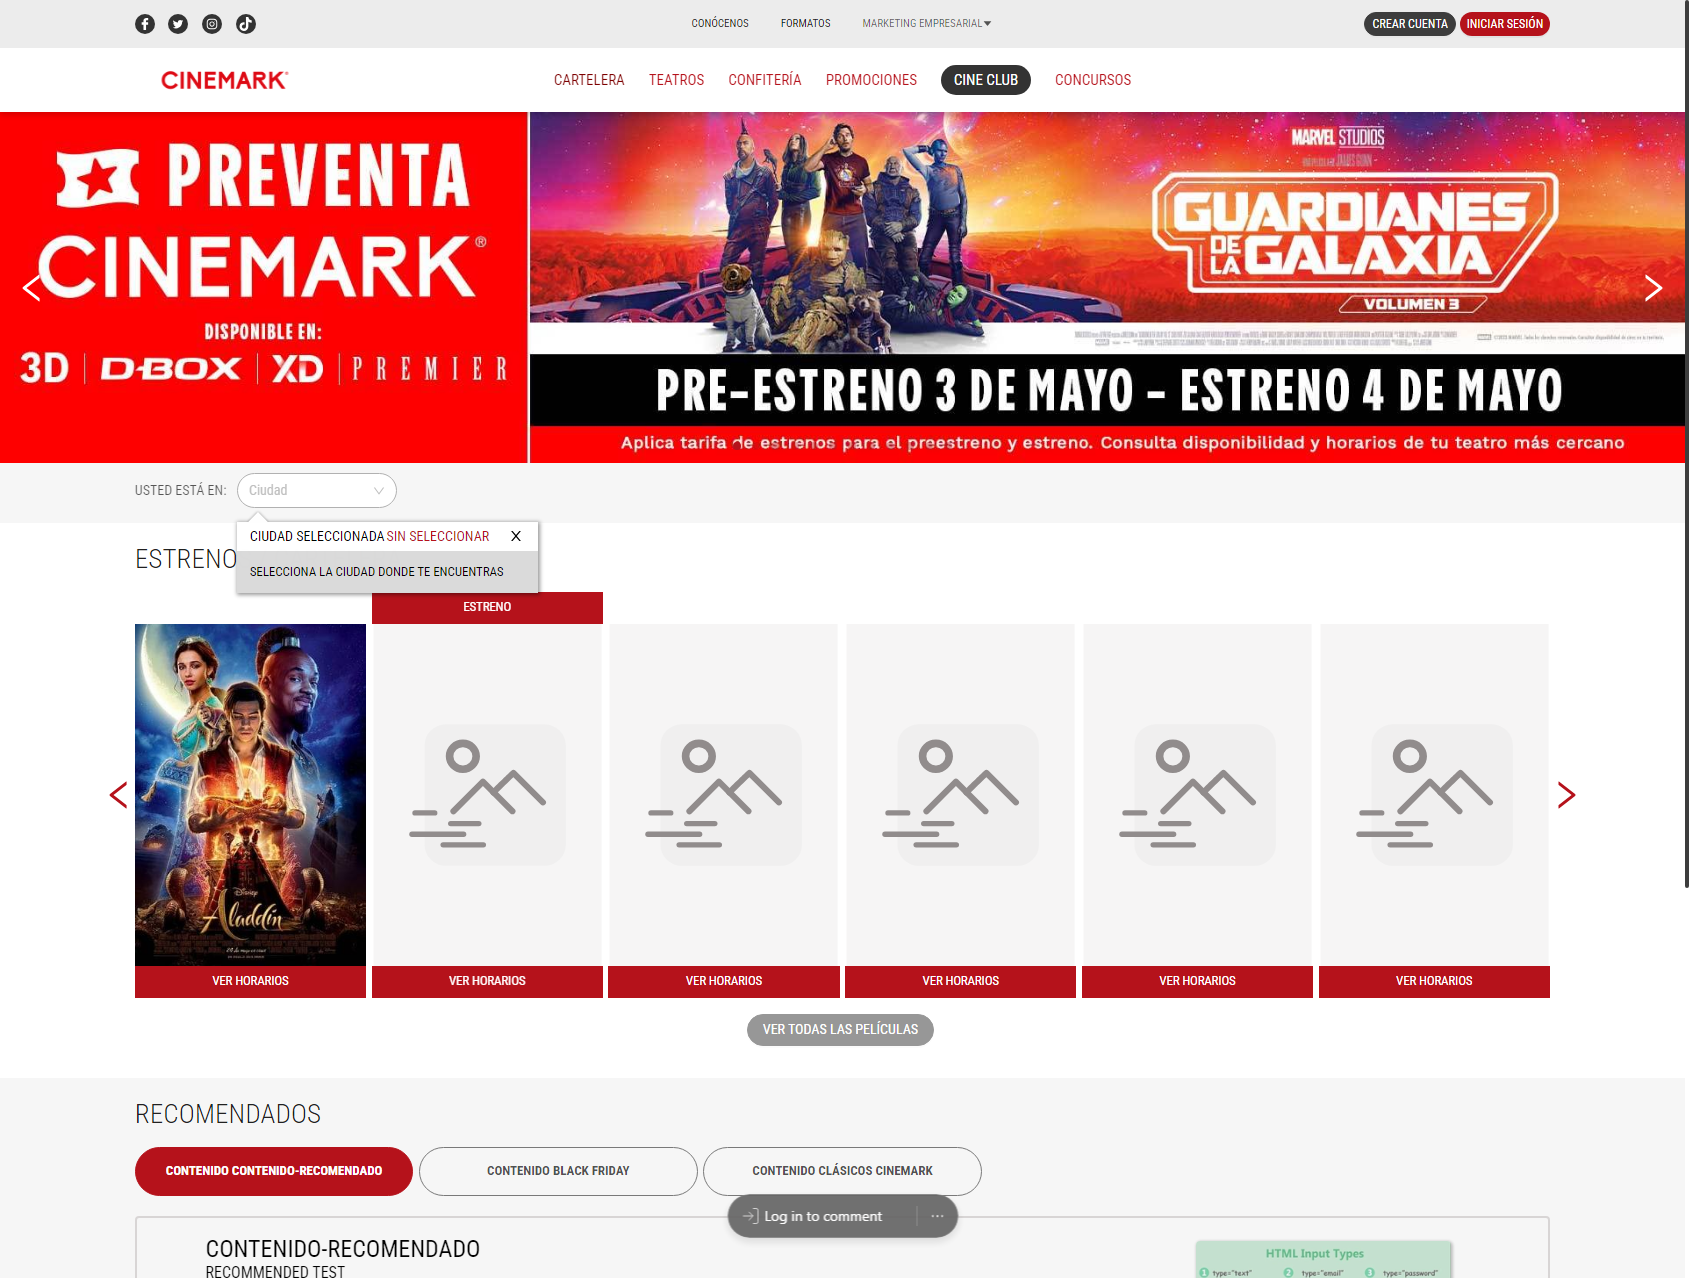 CONÓCENOS
FORMATOS
MARKETING EMPRESARIAL
CREAR CUENTA
INICIAR SESIÓN
CINEMARK
CARTELERA
TEATROS
CONFITERÍA
PROMOCIONES
CINE CLUB
CONCURSOS
PREVENTA
CINEMARK®
DISPONIBLE EN:
3D | D-BOX | XD | PREMIER
MARVEL STUDIOS
GUARDIANES
DE LA GALAXIA
VOLUMEN 3
PRE-ESTRENO 3 DE MAYO - ESTRENO 4 DE MAYO
Aplica tarifa de estrenos para el preestreno y estreno. Consulta disponibilidad y horarios de tu teatro más cercano
USTED ESTÁ EN:
Ciudad
CIUDAD SELECCIONADA SIN SELECCIONAR X
SELECCIONA LA CIUDAD DONDE TE ENCUENTRAS
ESTRENO
ESTRENO
Disney
Aladdin
VER HORARIOS
VER HORARIOS
VER HORARIOS
VER HORARIOS
VER HORARIOS
VER HORARIOS
VER TODAS LAS PELÍCULAS
RECOMENDADOS
CONTENIDO CONTENIDO-RECOMENDADO
CONTENIDO BLACK FRIDAY
CONTENIDO CLÁSICOS CINEMARK
Log in to comment
CONTENIDO-RECOMENDADO
RECOMMENDED TEST
HTML Input Types
1 type="text" 2 type="email" 3 type="password"